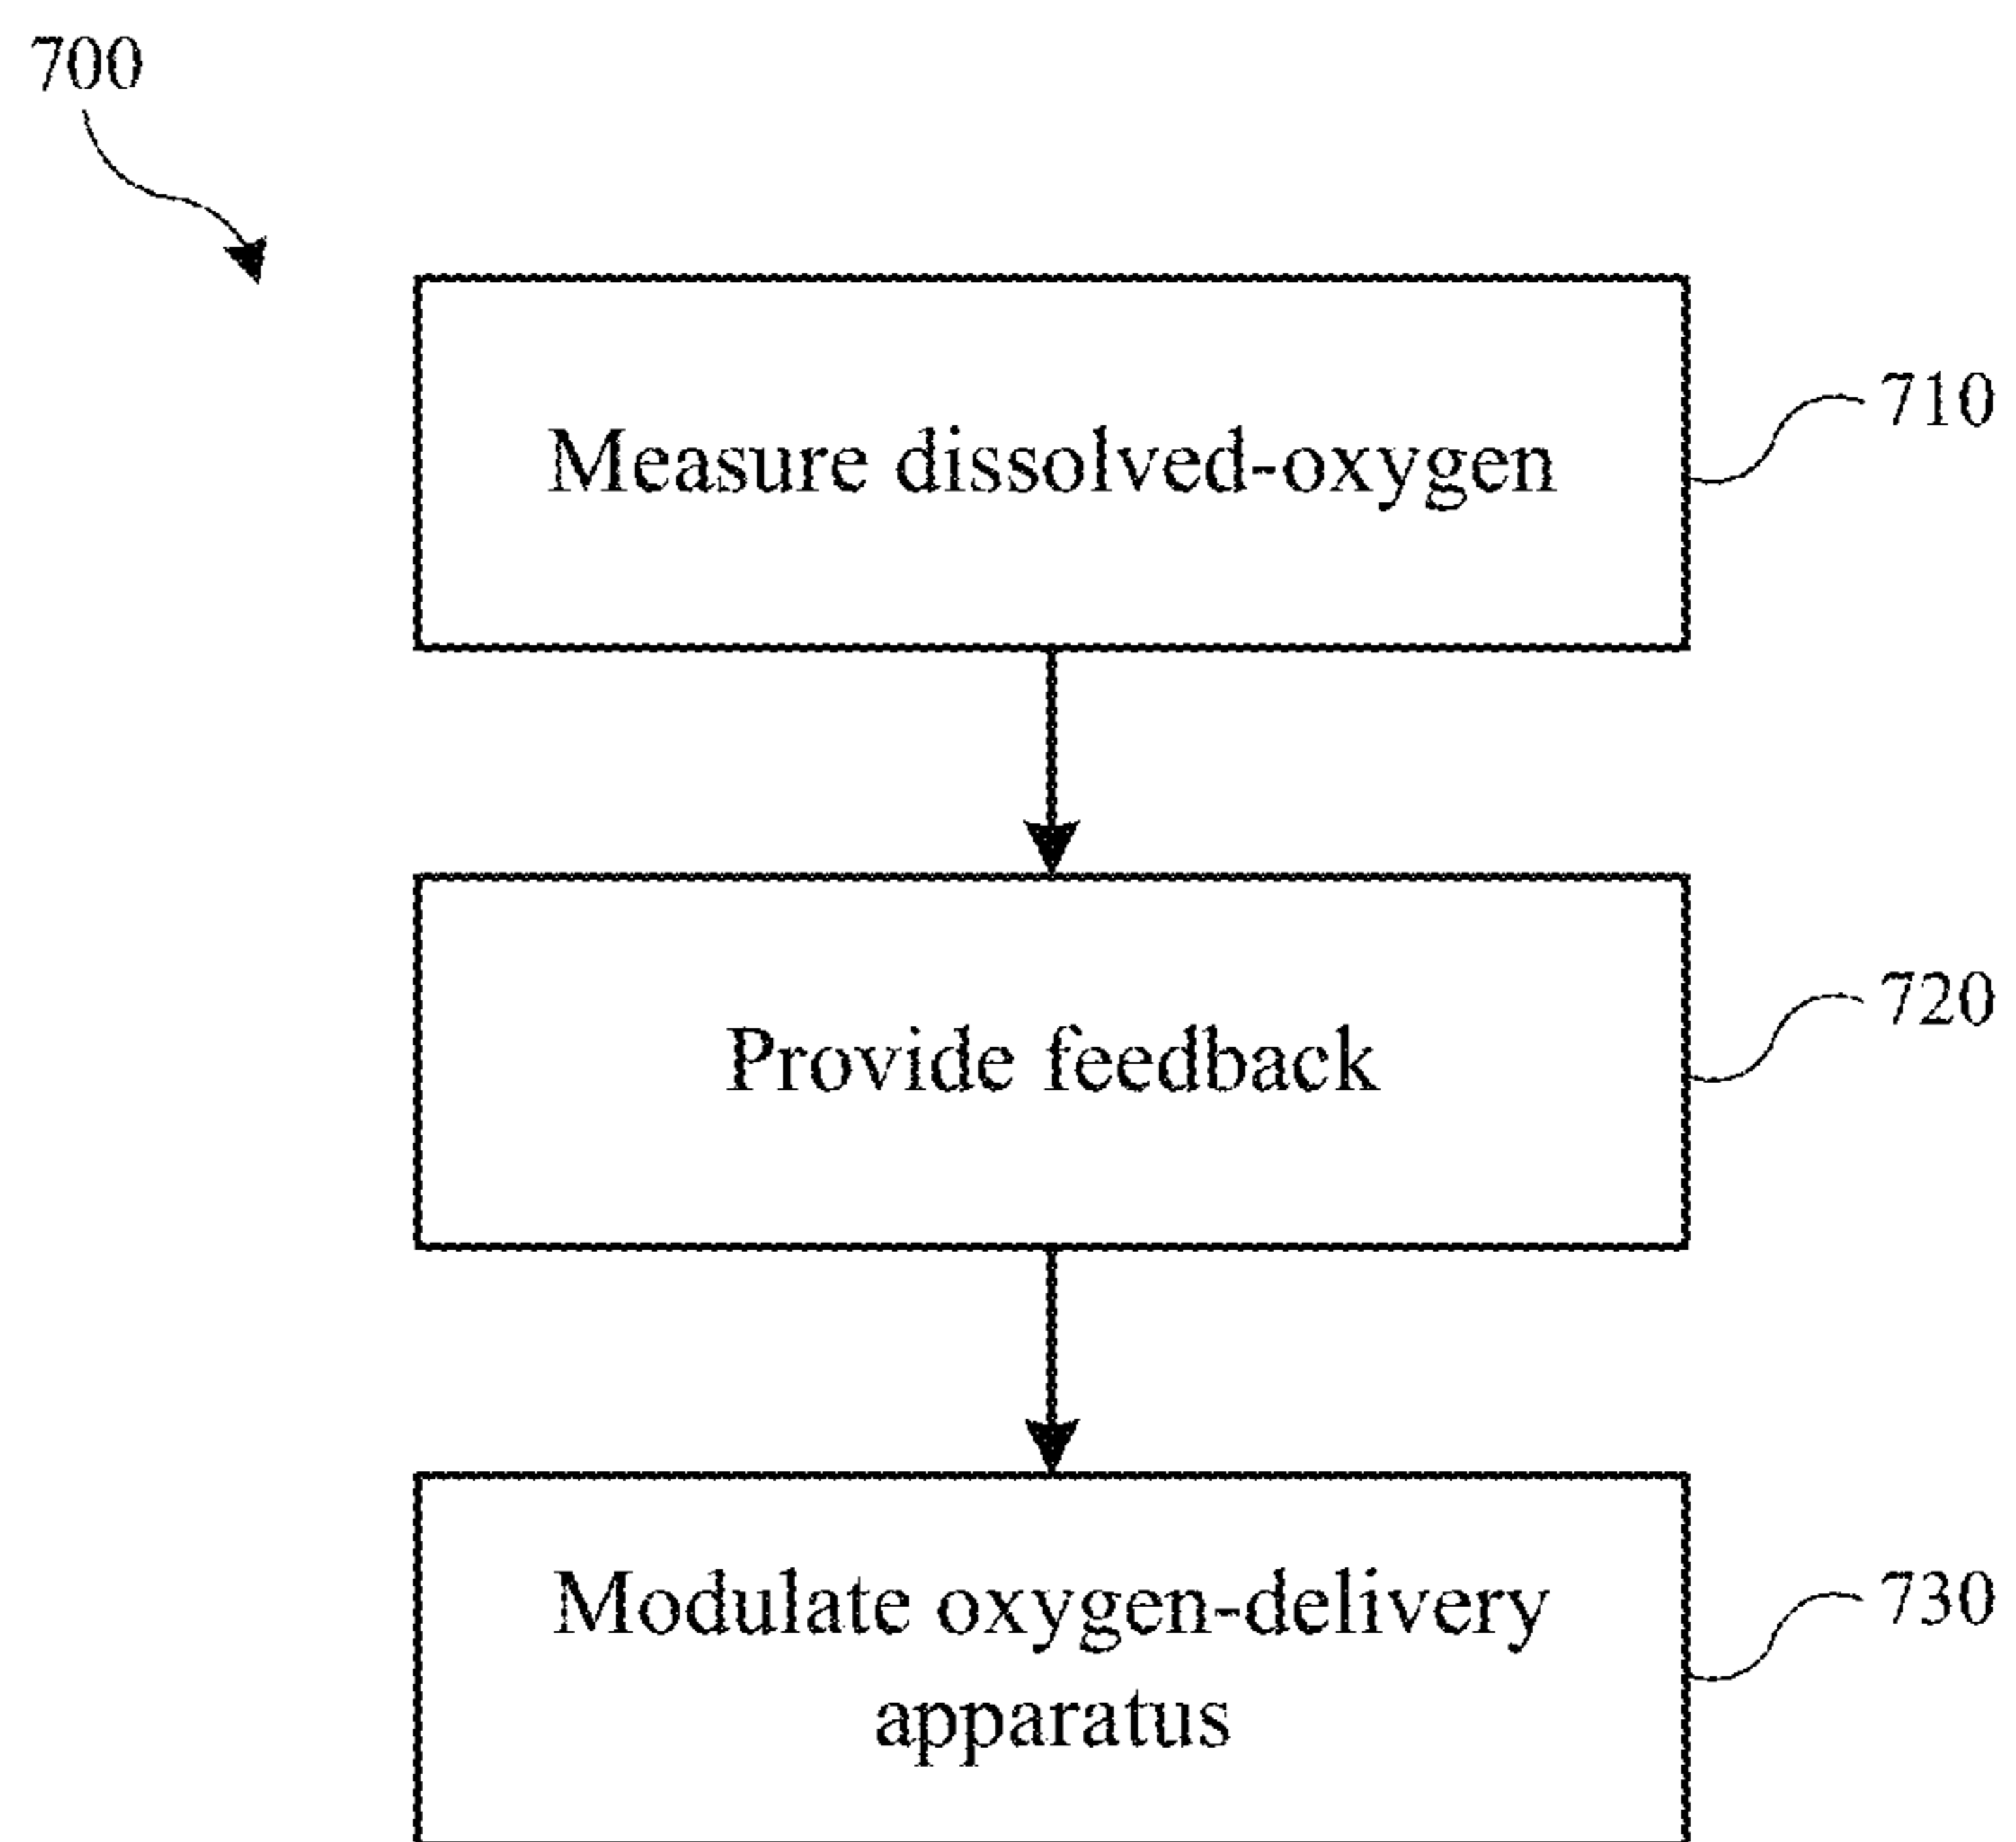 700
Measure dissolved-oxygen
710
Provide feedback
720
Modulate oxygen-delivery
apparatus
730